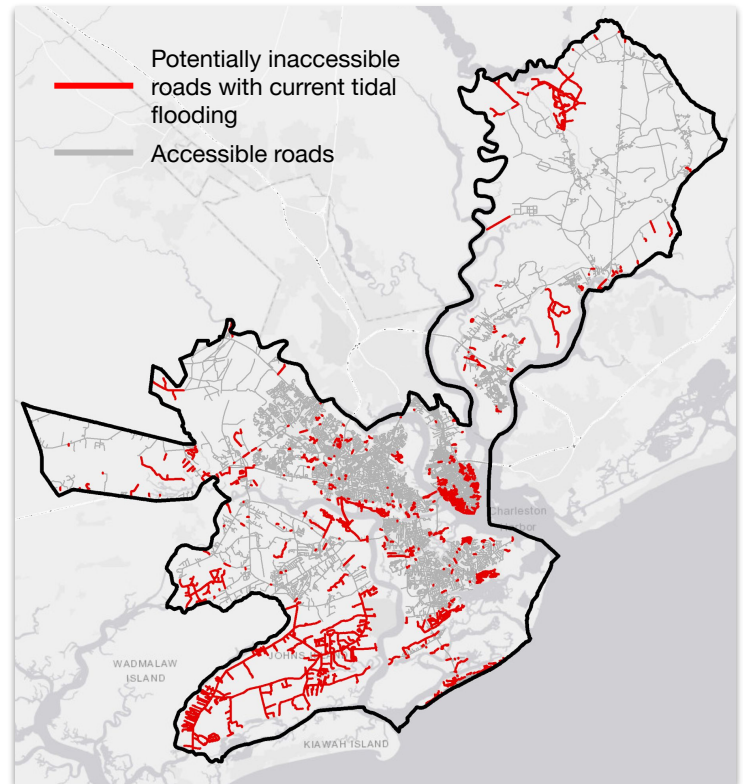 Potentially inaccessible
roads with current tidal
flooding
Accessible roads
Charleston
WADMALAW
ISLAND
KIAWAH ISLAND